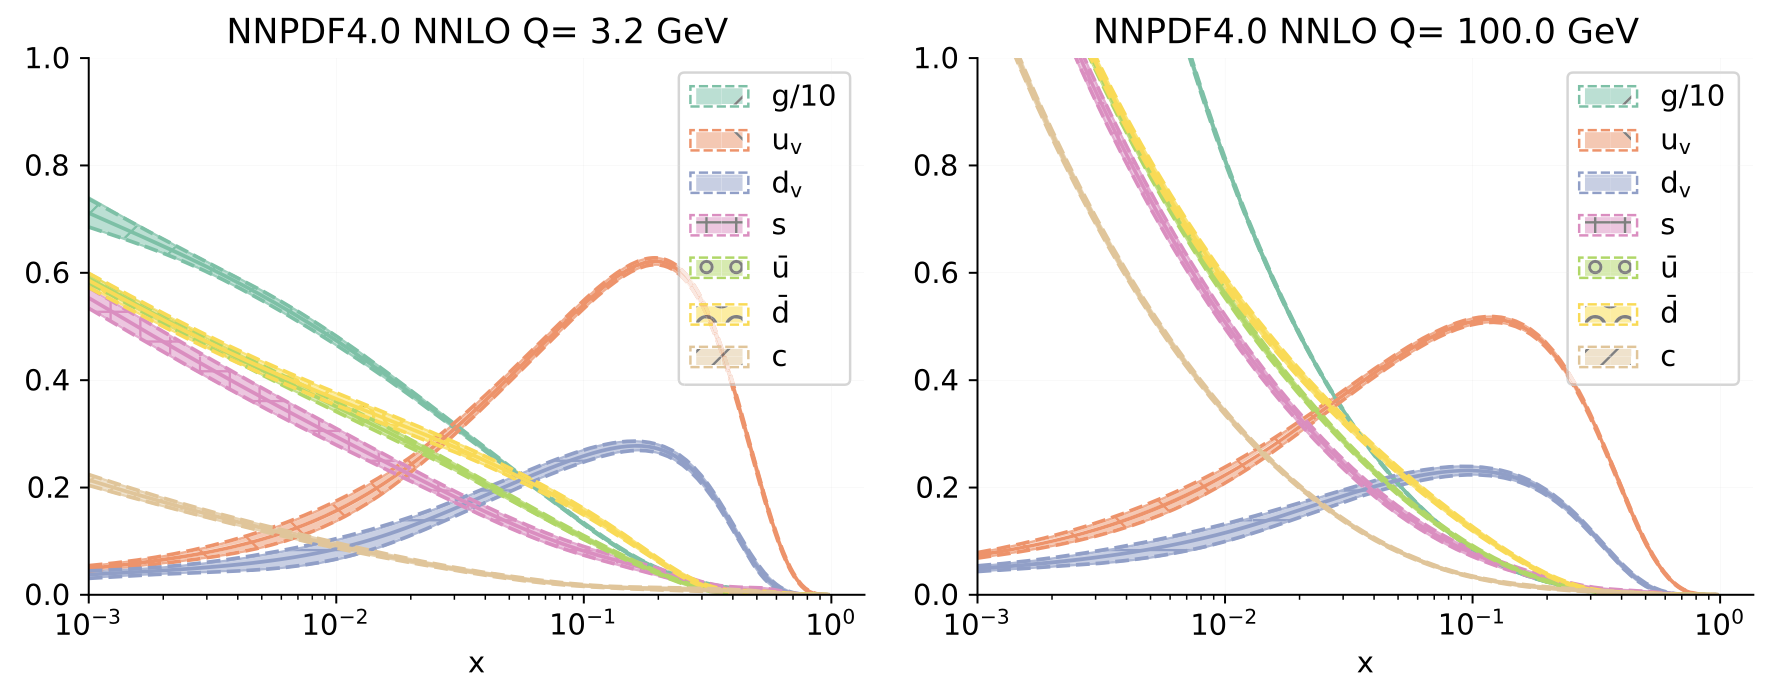 NNPDF4.0 NNLO Q= 3.2 GeV
1.0
0.8
0.6
0.4
0.2
0.0
10⁻³
10⁻²
10⁻¹
10⁰
x
g/10
uᵥ
dᵥ
s
ū
d̄
c
NNPDF4.0 NNLO Q= 100.0 GeV
1.0
0.8
0.6
0.4
0.2
0.0
10⁻³
10⁻²
10⁻¹
10⁰
x
g/10
uᵥ
dᵥ
s
ū
d̄
c